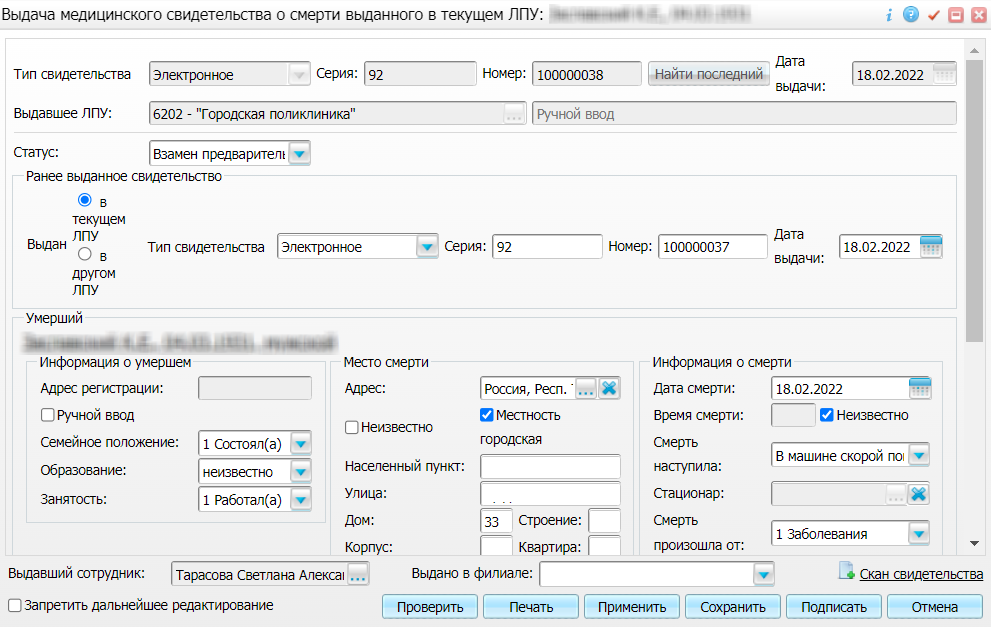 Выдача медицинского свидетельства о смерти выданного в текущем ЛПУ:
Тип свидетельства Электронное Серия: 92 Номер: 100000038 Найти последний Дата выдачи: 18.02.2022
Выдавшее ЛПУ: 6202 - "Городская поликлиника" ... Ручной ввод
Статус: Взамен предваритель
Ранее выданное свидетельство
Выдан
в текущем ЛПУ
в другом ЛПУ
Тип свидетельства Электронное Серия: 92 Номер: 100000037 Дата выдачи: 18.02.2022
Умерший
Информация о умершем
Адрес регистрации:
Ручной ввод
Семейное положение: 1 Состоял(а)
Образование: неизвестно
Занятость: 1 Работал(а)
Место смерти
Адрес: Россия, Респ. ...
Неизвестно Местность городская
Населенный пункт:
Улица:
Дом: 33 Строение:
Корпус: Квартира:
Информация о смерти
Дата смерти: 18.02.2022
Время смерти: Неизвестно
Смерть наступила: В машине скорой по
Стационар: ...
Смерть произошла от: 1 Заболевания
Выдавший сотрудник: Тарасова Светлана Алекса ... Выдано в филиале: Скан свидетельства
Запретить дальнейшее редактирование Проверить Печать Применить Сохранить Подписать Отмена